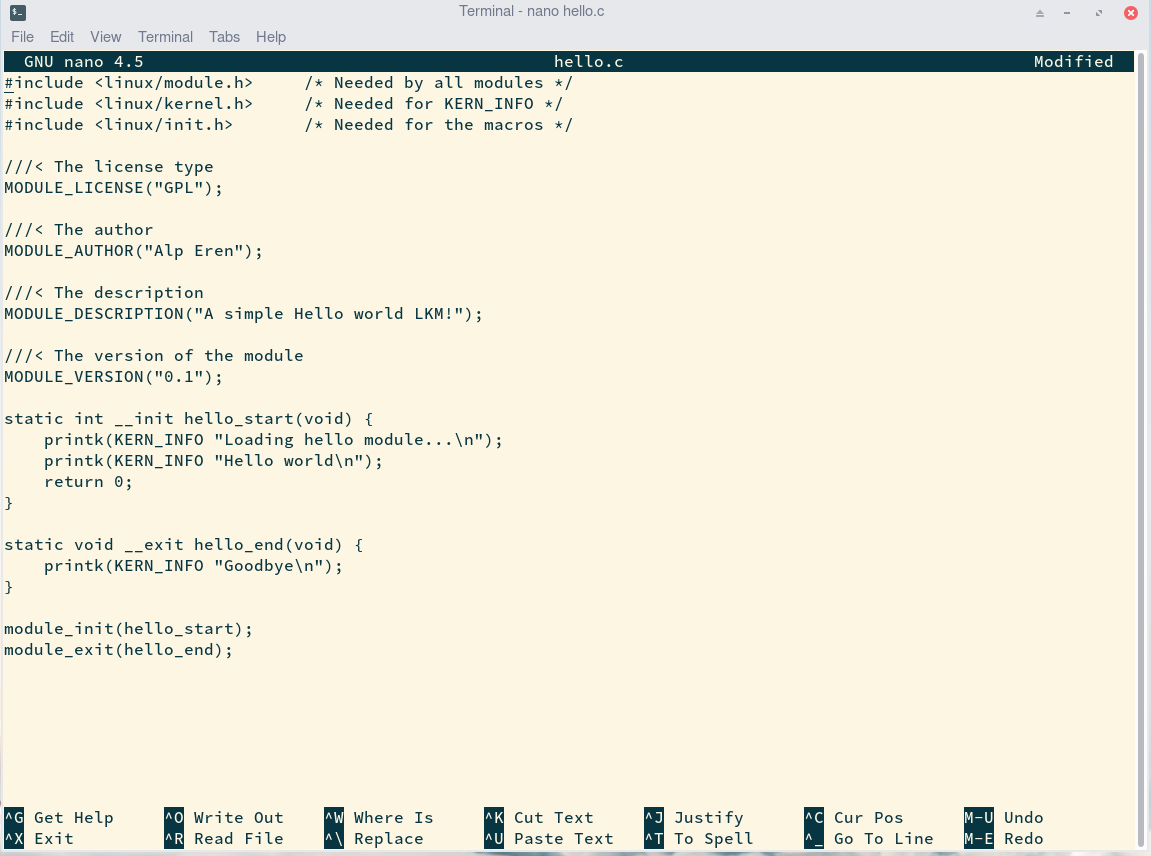 Terminal - nano hello.c
File Edit View Terminal Tabs Help
GNU nano 4.5 hello.c Modified
#include <linux/module.h>     /* Needed by all modules */
#include <linux/kernel.h>     /* Needed for KERN_INFO */
#include <linux/init.h>       /* Needed for the macros */

///< The license type
MODULE_LICENSE("GPL");

///< The author
MODULE_AUTHOR("Alp Eren");

///< The description
MODULE_DESCRIPTION("A simple Hello world LKM!");

///< The version of the module
MODULE_VERSION("0.1");

static int __init hello_start(void) {
    printk(KERN_INFO "Loading hello module...\n");
    printk(KERN_INFO "Hello world\n");
    return 0;
}

static void __exit hello_end(void) {
    printk(KERN_INFO "Goodbye\n");
}

module_init(hello_start);
module_exit(hello_end);

^G Get Help ^O Write Out ^W Where Is ^K Cut Text ^J Justify ^C Cur Pos M-U Undo
^X Exit ^R Read File ^\ Replace ^U Paste Text ^T To Spell ^_ Go To Line M-E Redo